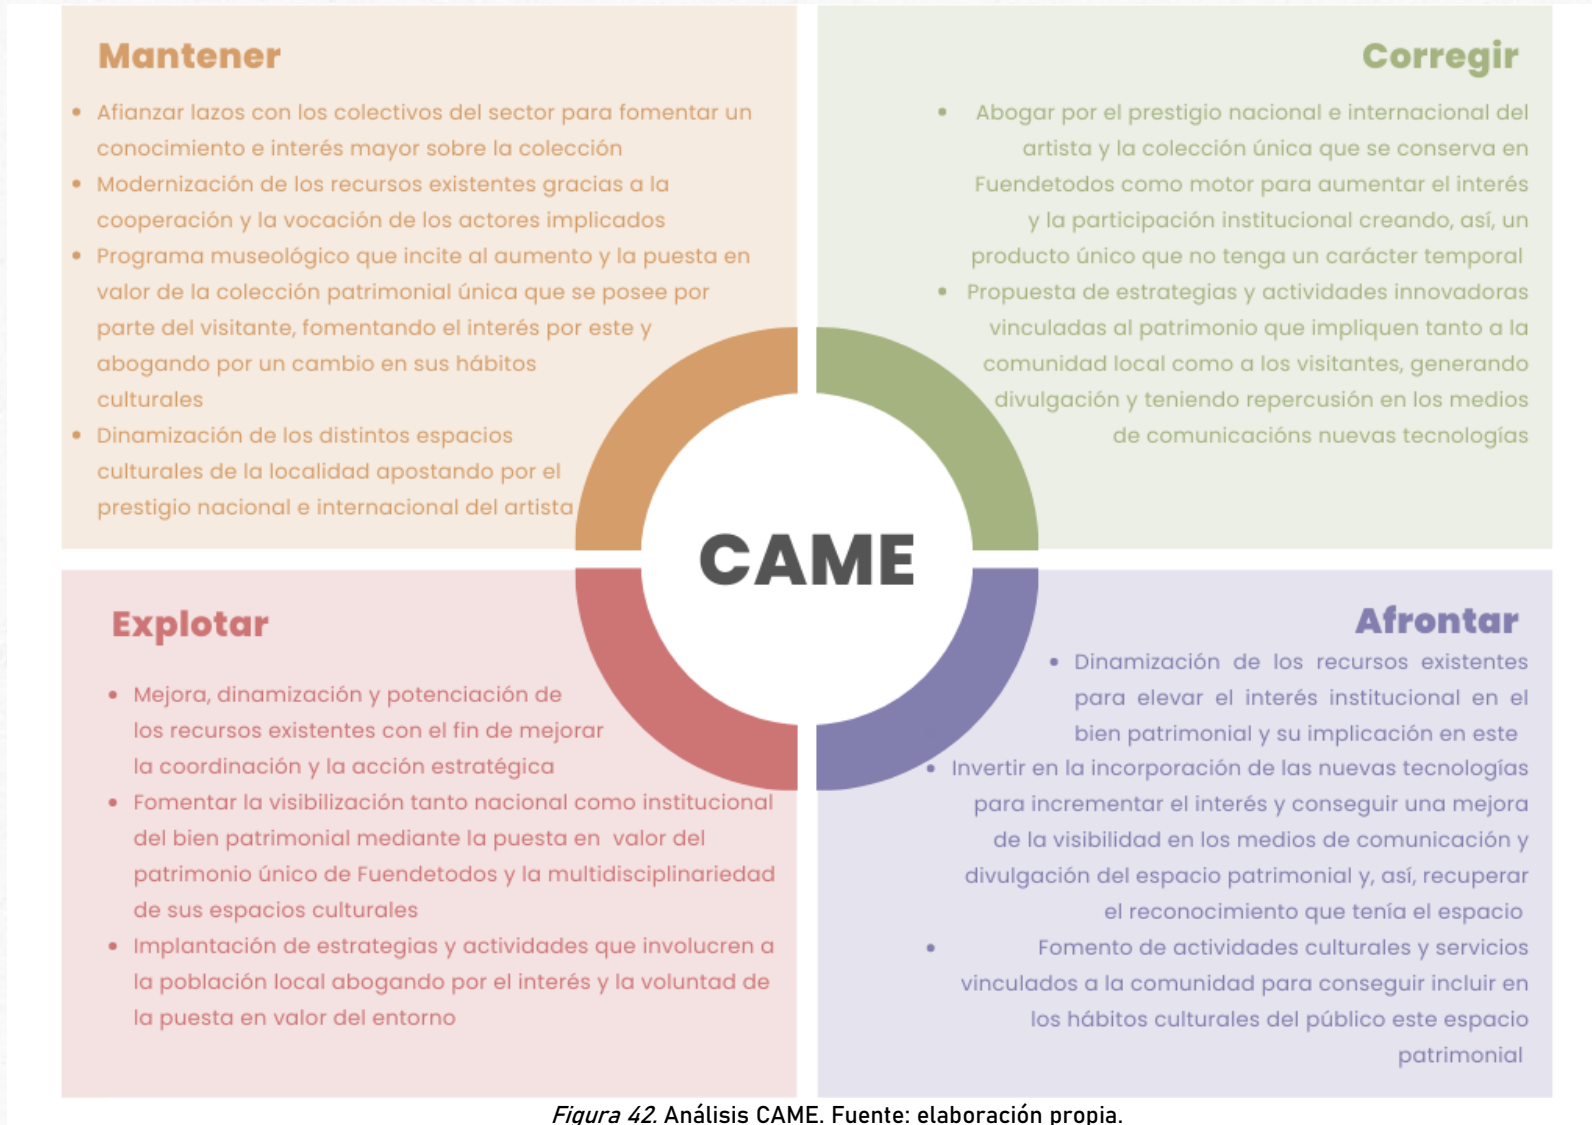 Mantener
• Afianzar lazos con los colectivos del sector para fomentar un
conocimiento e interés mayor sobre la colección
• Modernización de los recursos existentes gracias a la
cooperación y la vocación de los actores implicados
• Programa museológico que incite al aumento y la puesta en
valor de la colección patrimonial única que se posee por
parte del visitante, fomentando el interés por este y
abogando por un cambio en sus hábitos
culturales
• Dinamización de los distintos espacios
culturales de la localidad apostando por el
prestigio nacional e internacional del artista
Corregir
• Abogar por el prestigio nacional e internacional del
artista y la colección única que se conserva en
Fuendetodos como motor para aumentar el interés
y la participación institucional creando, así, un
producto único que no tenga un carácter temporal
• Propuesta de estrategias y actividades innovadoras
vinculadas al patrimonio que impliquen tanto a la
comunidad local como a los visitantes, generando
divulgación y teniendo repercusión en los medios
de comunicacións nuevas tecnologías
CAME
Explotar
• Mejora, dinamización y potenciación de
los recursos existentes con el fin de mejorar
la coordinación y la acción estratégica
• Fomentar la visibilización tanto nacional como institucional
del bien patrimonial mediante la puesta en valor del
patrimonio único de Fuendetodos y la multidisciplinariedad
de sus espacios culturales
• Implantación de estrategias y actividades que involucren a
la población local abogando por el interés y la voluntad de
la puesta en valor del entorno
Afrontar
• Dinamización de los recursos existentes
para elevar el interés institucional en el
bien patrimonial y su implicación en este
• Invertir en la incorporación de las nuevas tecnologías
para incrementar el interés y conseguir una mejora
de la visibilidad en los medios de comunicación y
divulgación del espacio patrimonial y, así, recuperar
el reconocimiento que tenía el espacio
• Fomento de actividades culturales y servicios
vinculados a la comunidad para conseguir incluir en
los hábitos culturales del público este espacio
patrimonial
Figura 42. Análisis CAME. Fuente: elaboración propia.